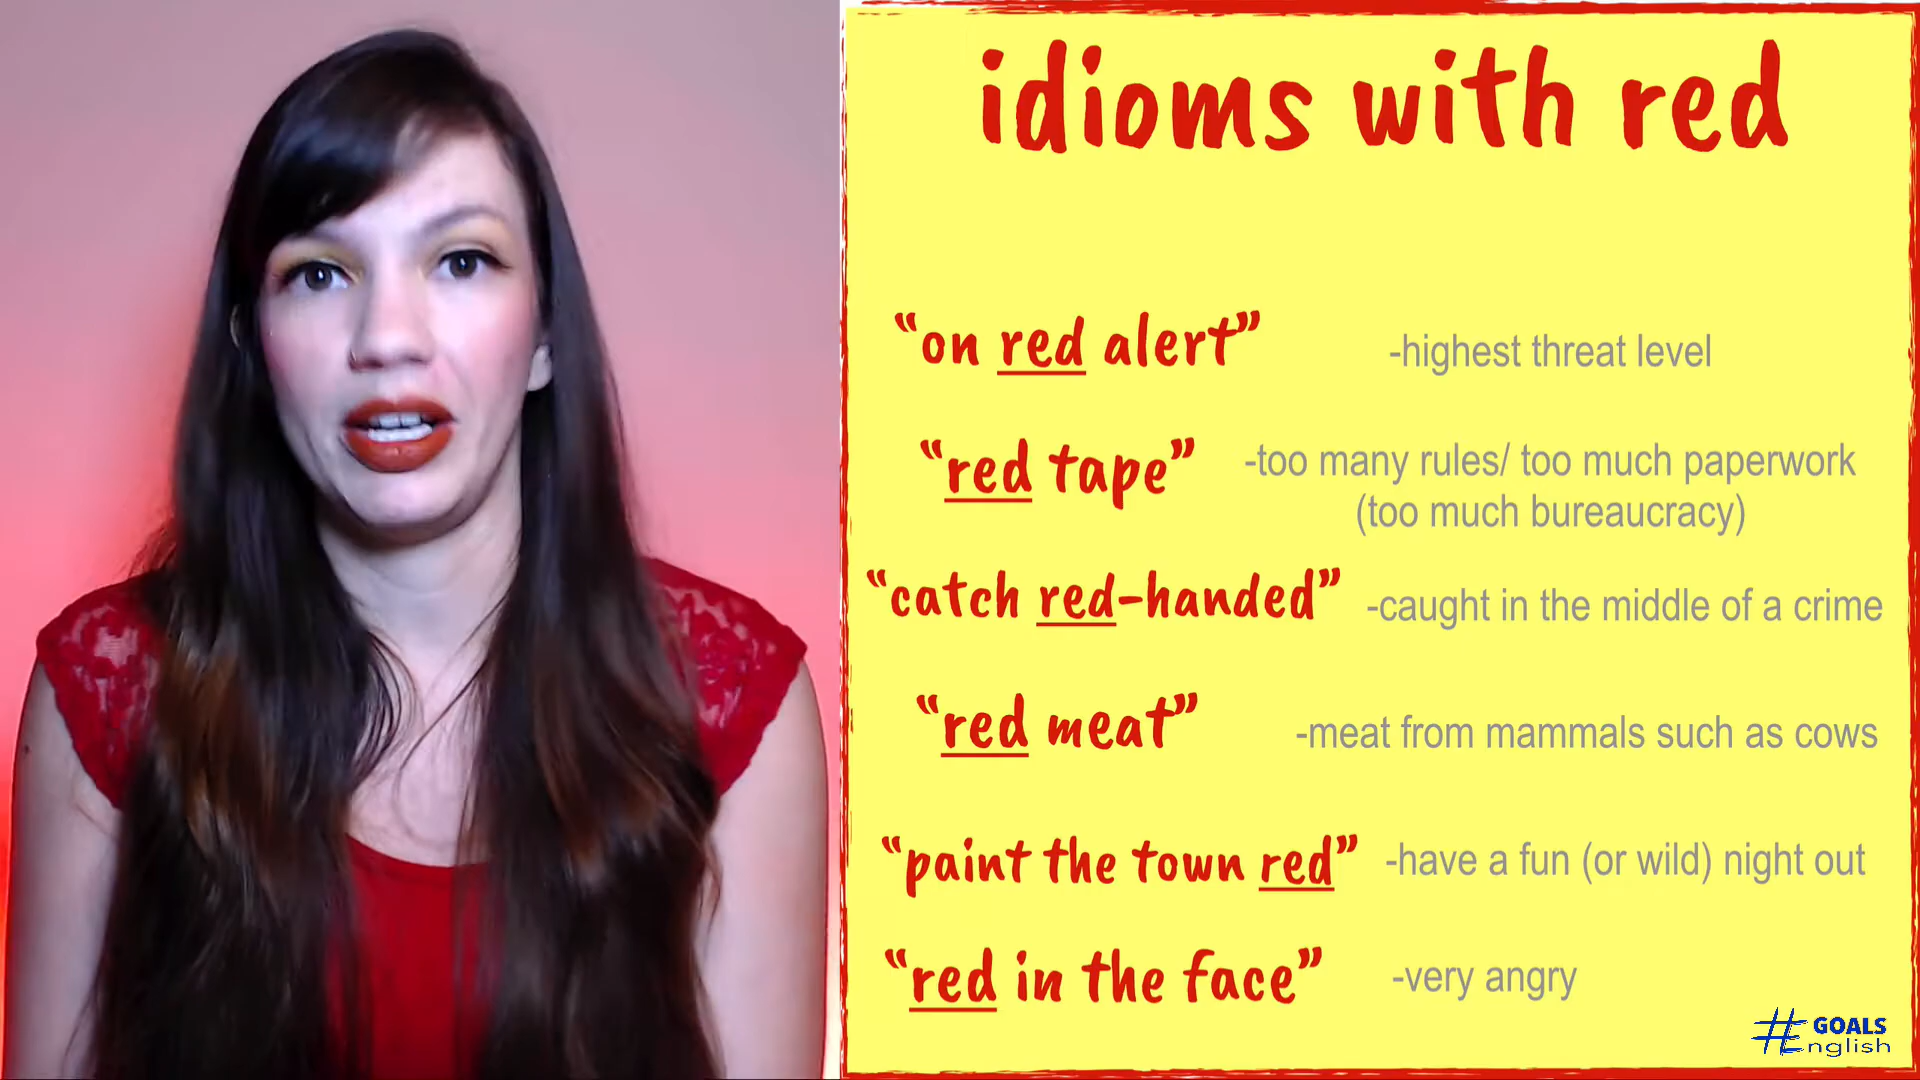 idioms with red
“on red alert” -highest threat level
“red tape” -too many rules/ too much paperwork
(too much bureaucracy)
“catch red-handed” -caught in the middle of a crime
“red meat” -meat from mammals such as cows
“paint the town red” -have a fun (or wild) night out
“red in the face” -very angry
# GOALS
English